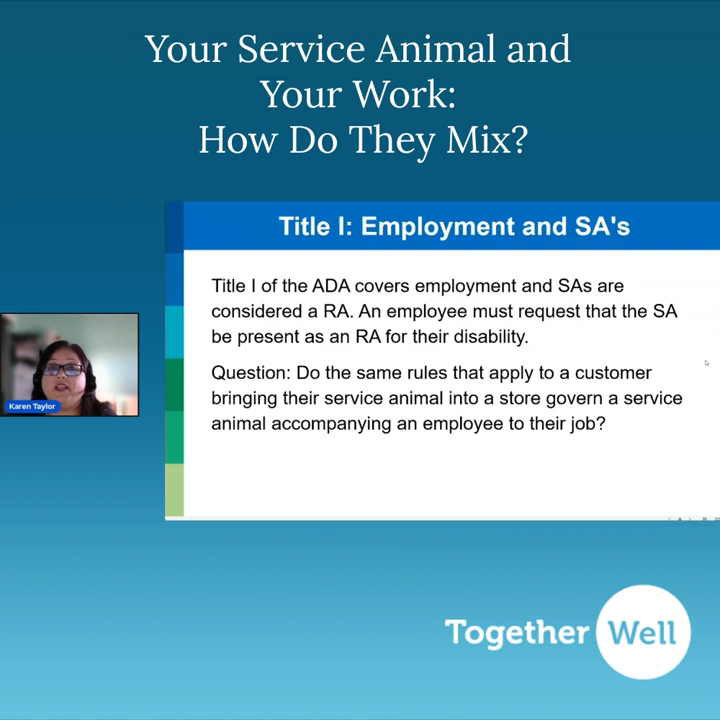 Your Service Animal and
Your Work:
How Do They Mix?
Title I: Employment and SA's
Title I of the ADA covers employment and SAs are
considered a RA. An employee must request that the SA
be present as an RA for their disability.
Question: Do the same rules that apply to a customer
bringing their service animal into a store govern a service
animal accompanying an employee to their job?
Karen Taylor
Together Well